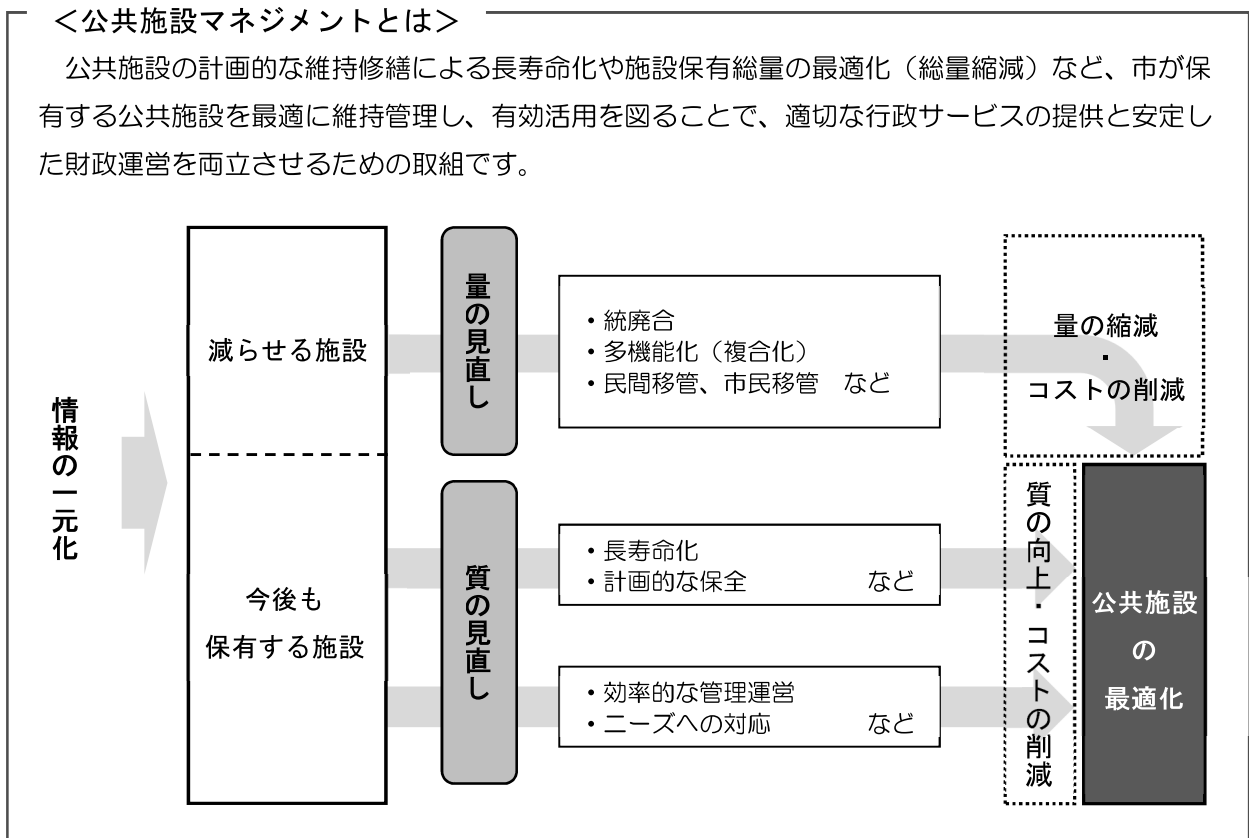 ＜公共施設マネジメントとは＞
公共施設の計画的な維持修繕による長寿命化や施設保有総量の最適化（総量縮減）など、市が保
有する公共施設を最適に維持管理し、有効活用を図ることで、適切な行政サービスの提供と安定し
た財政運営を両立させるための取組です。
情報の一元化
減らせる施設
今後も
保有する施設
量の見直し
・統廃合
・多機能化（複合化）
・民間移管、市民移管　など
量の縮減
・
コストの削減
質の見直し
・長寿命化
・計画的な保全　など
・効率的な管理運営
・ニーズへの対応　など
質の向上・コストの削減
公共施設
の
最適化